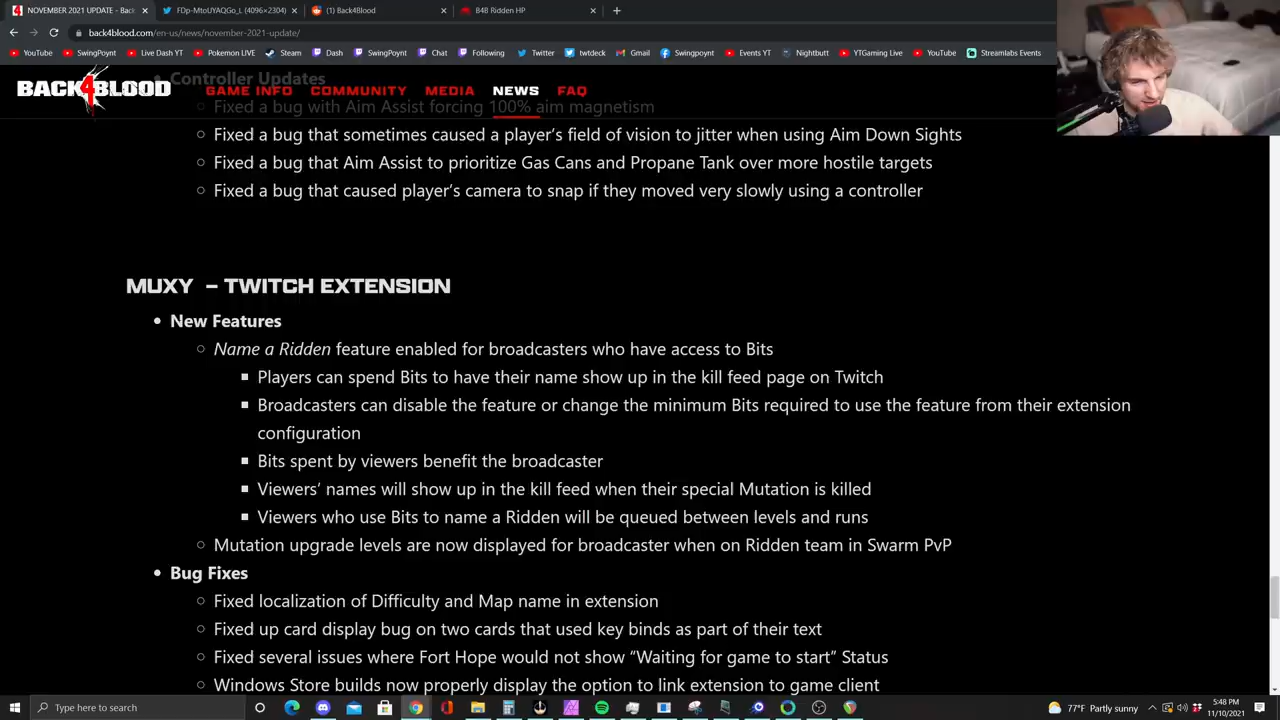 NOVEMBER 2021 UPDATE - Bac
FDp-MtoUYAQGo_L (4096×2304)
(1) Back4Blood
B4B Ridden HP
back4blood.com/en-us/news/november-2021-update/
YouTube
SwingPoynt
Live Dash YT
Pokemon LIVE
Steam
Dash
SwingPoynt
Chat
Following
Twitter
twtdeck
Gmail
Swingpoynt
Events YT
Nightbutt
YTGaming Live
YouTube
Streamlabs Events
BACK4BLOOD
GAME INFO
COMMUNITY
MEDIA
NEWS
FAQ
Controller Updates
Fixed a bug with Aim Assist forcing 100% aim magnetism
Fixed a bug that sometimes caused a player's field of vision to jitter when using Aim Down Sights
Fixed a bug that Aim Assist to prioritize Gas Cans and Propane Tank over more hostile targets
Fixed a bug that caused player's camera to snap if they moved very slowly using a controller
MUXY – TWITCH EXTENSION
New Features
Name a Ridden feature enabled for broadcasters who have access to Bits
Players can spend Bits to have their name show up in the kill feed page on Twitch
Broadcasters can disable the feature or change the minimum Bits required to use the feature from their extension
configuration
Bits spent by viewers benefit the broadcaster
Viewers' names will show up in the kill feed when their special Mutation is killed
Viewers who use Bits to name a Ridden will be queued between levels and runs
Mutation upgrade levels are now displayed for broadcaster when on Ridden team in Swarm PvP
Bug Fixes
Fixed localization of Difficulty and Map name in extension
Fixed up card display bug on two cards that used key binds as part of their text
Fixed several issues where Fort Hope would not show “Waiting for game to start” Status
Windows Store builds now properly display the option to link extension to game client
Type here to search
77°F Partly sunny
5:48 PM
11/10/2021